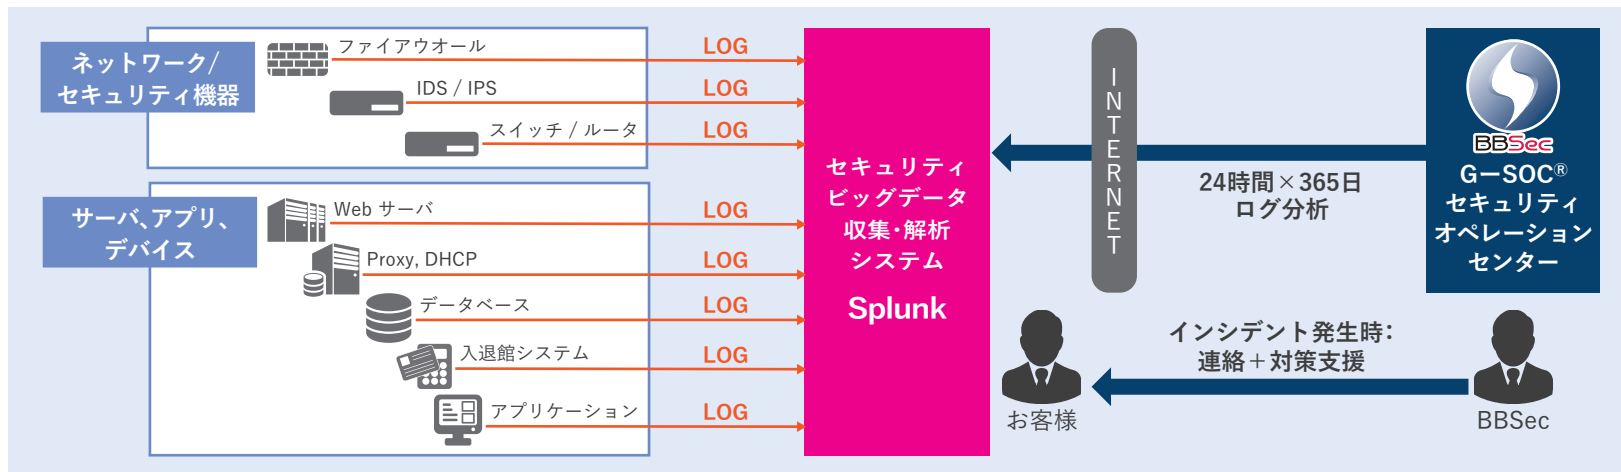 ネットワーク/
セキュリティ機器
ファイアウオール
LOG
IDS / IPS
LOG
スイッチ / ルータ
LOG
サーバ、アプリ、
デバイス
Web サーバ
LOG
Proxy, DHCP
LOG
データベース
LOG
入退館システム
LOG
アプリケーション
LOG
セキュリティ
ビッグデータ
収集・解析
システム
Splunk
INTERNET
24時間×365日
ログ分析
BBSec
GーSOC®
セキュリティ
オペレーション
センター
インシデント発生時：
連絡＋対策支援
お客様
BBSec